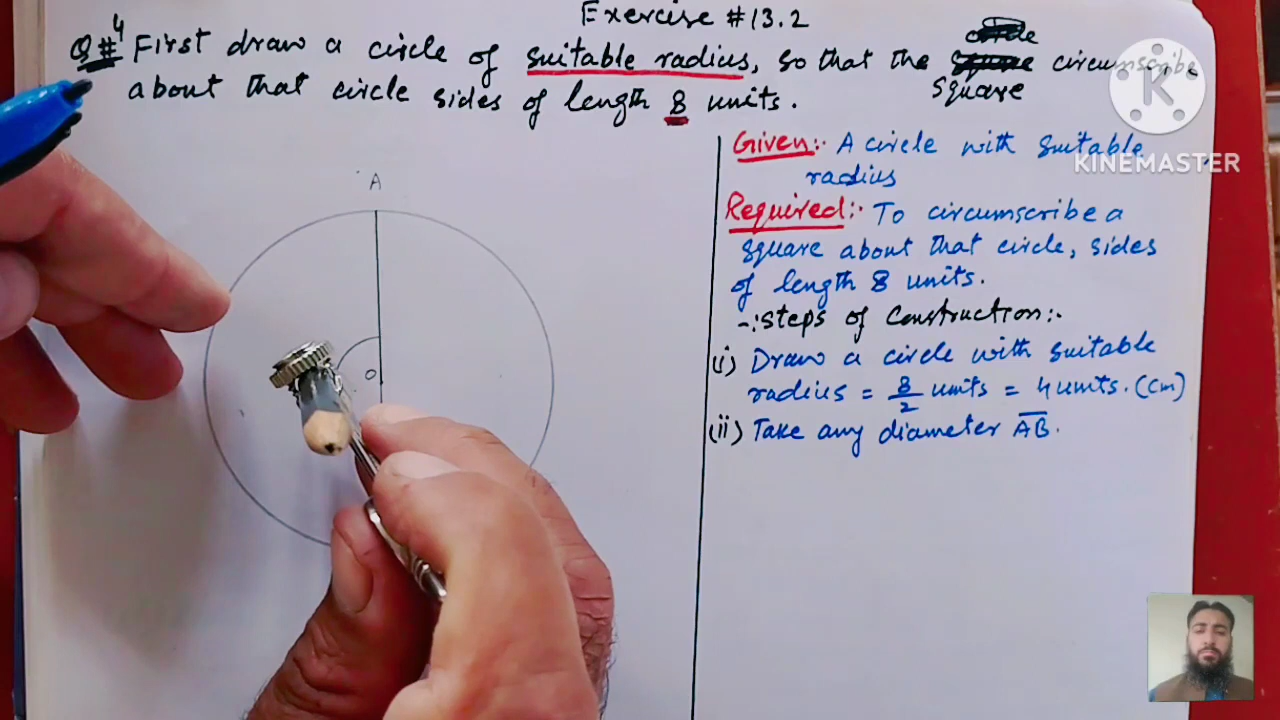 Exercise #13.2
Q#4 First draw a circle of suitable radius, so that the square circumscribe
about that circle sides of length 8 units.
K
KINEMASTER
Given:- A circle with suitable
radius
Required:- To circumscribe a
square about that circle, sides
of length 8 units.
-:Steps of Construction:-
(i) Draw a circle with suitable
radius = 8/2 units = 4 units. (cm)
(ii) Take any diameter A̅B̅.
A
O